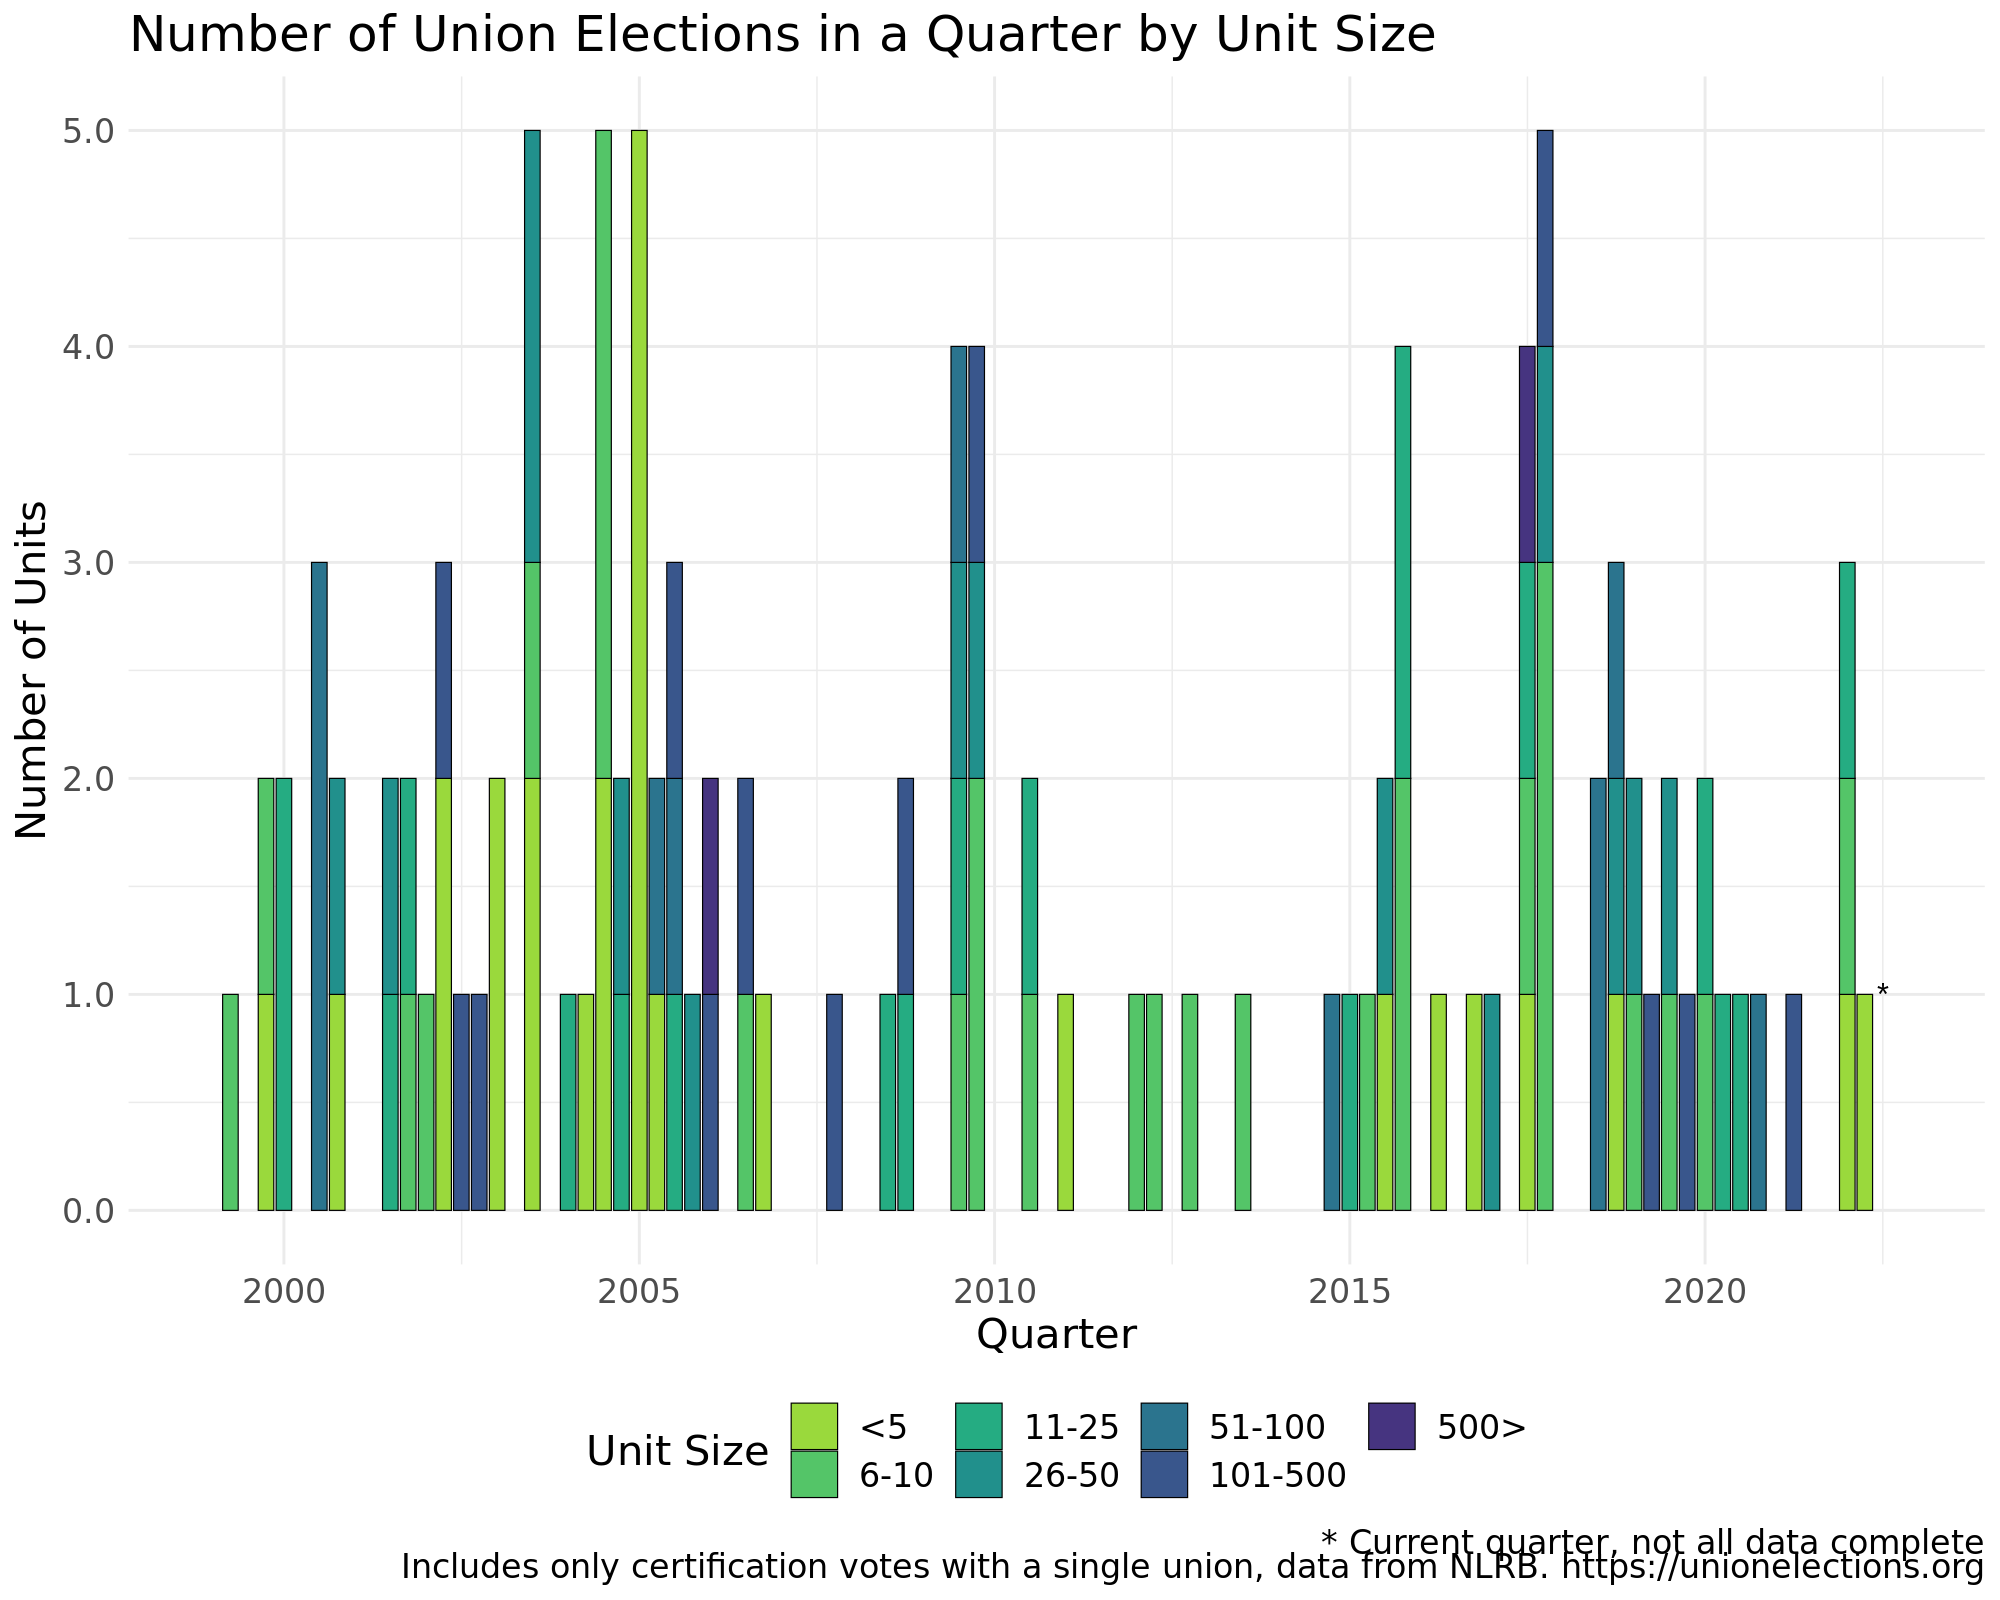 Number of Union Elections in a Quarter by Unit Size
Number of Units
5.0
4.0
3.0
2.0
1.0
0.0
*
2000 2005 2010 2015 2020
Quarter
Unit Size
<5 11-25 51-100 500>
6-10 26-50 101-500
* Current quarter, not all data complete
Includes only certification votes with a single union, data from NLRB. https://unionelections.org